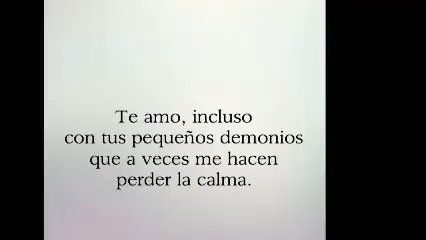 Te amo, incluso
con tus pequeños demonios
que a veces me hacen
perder la calma.